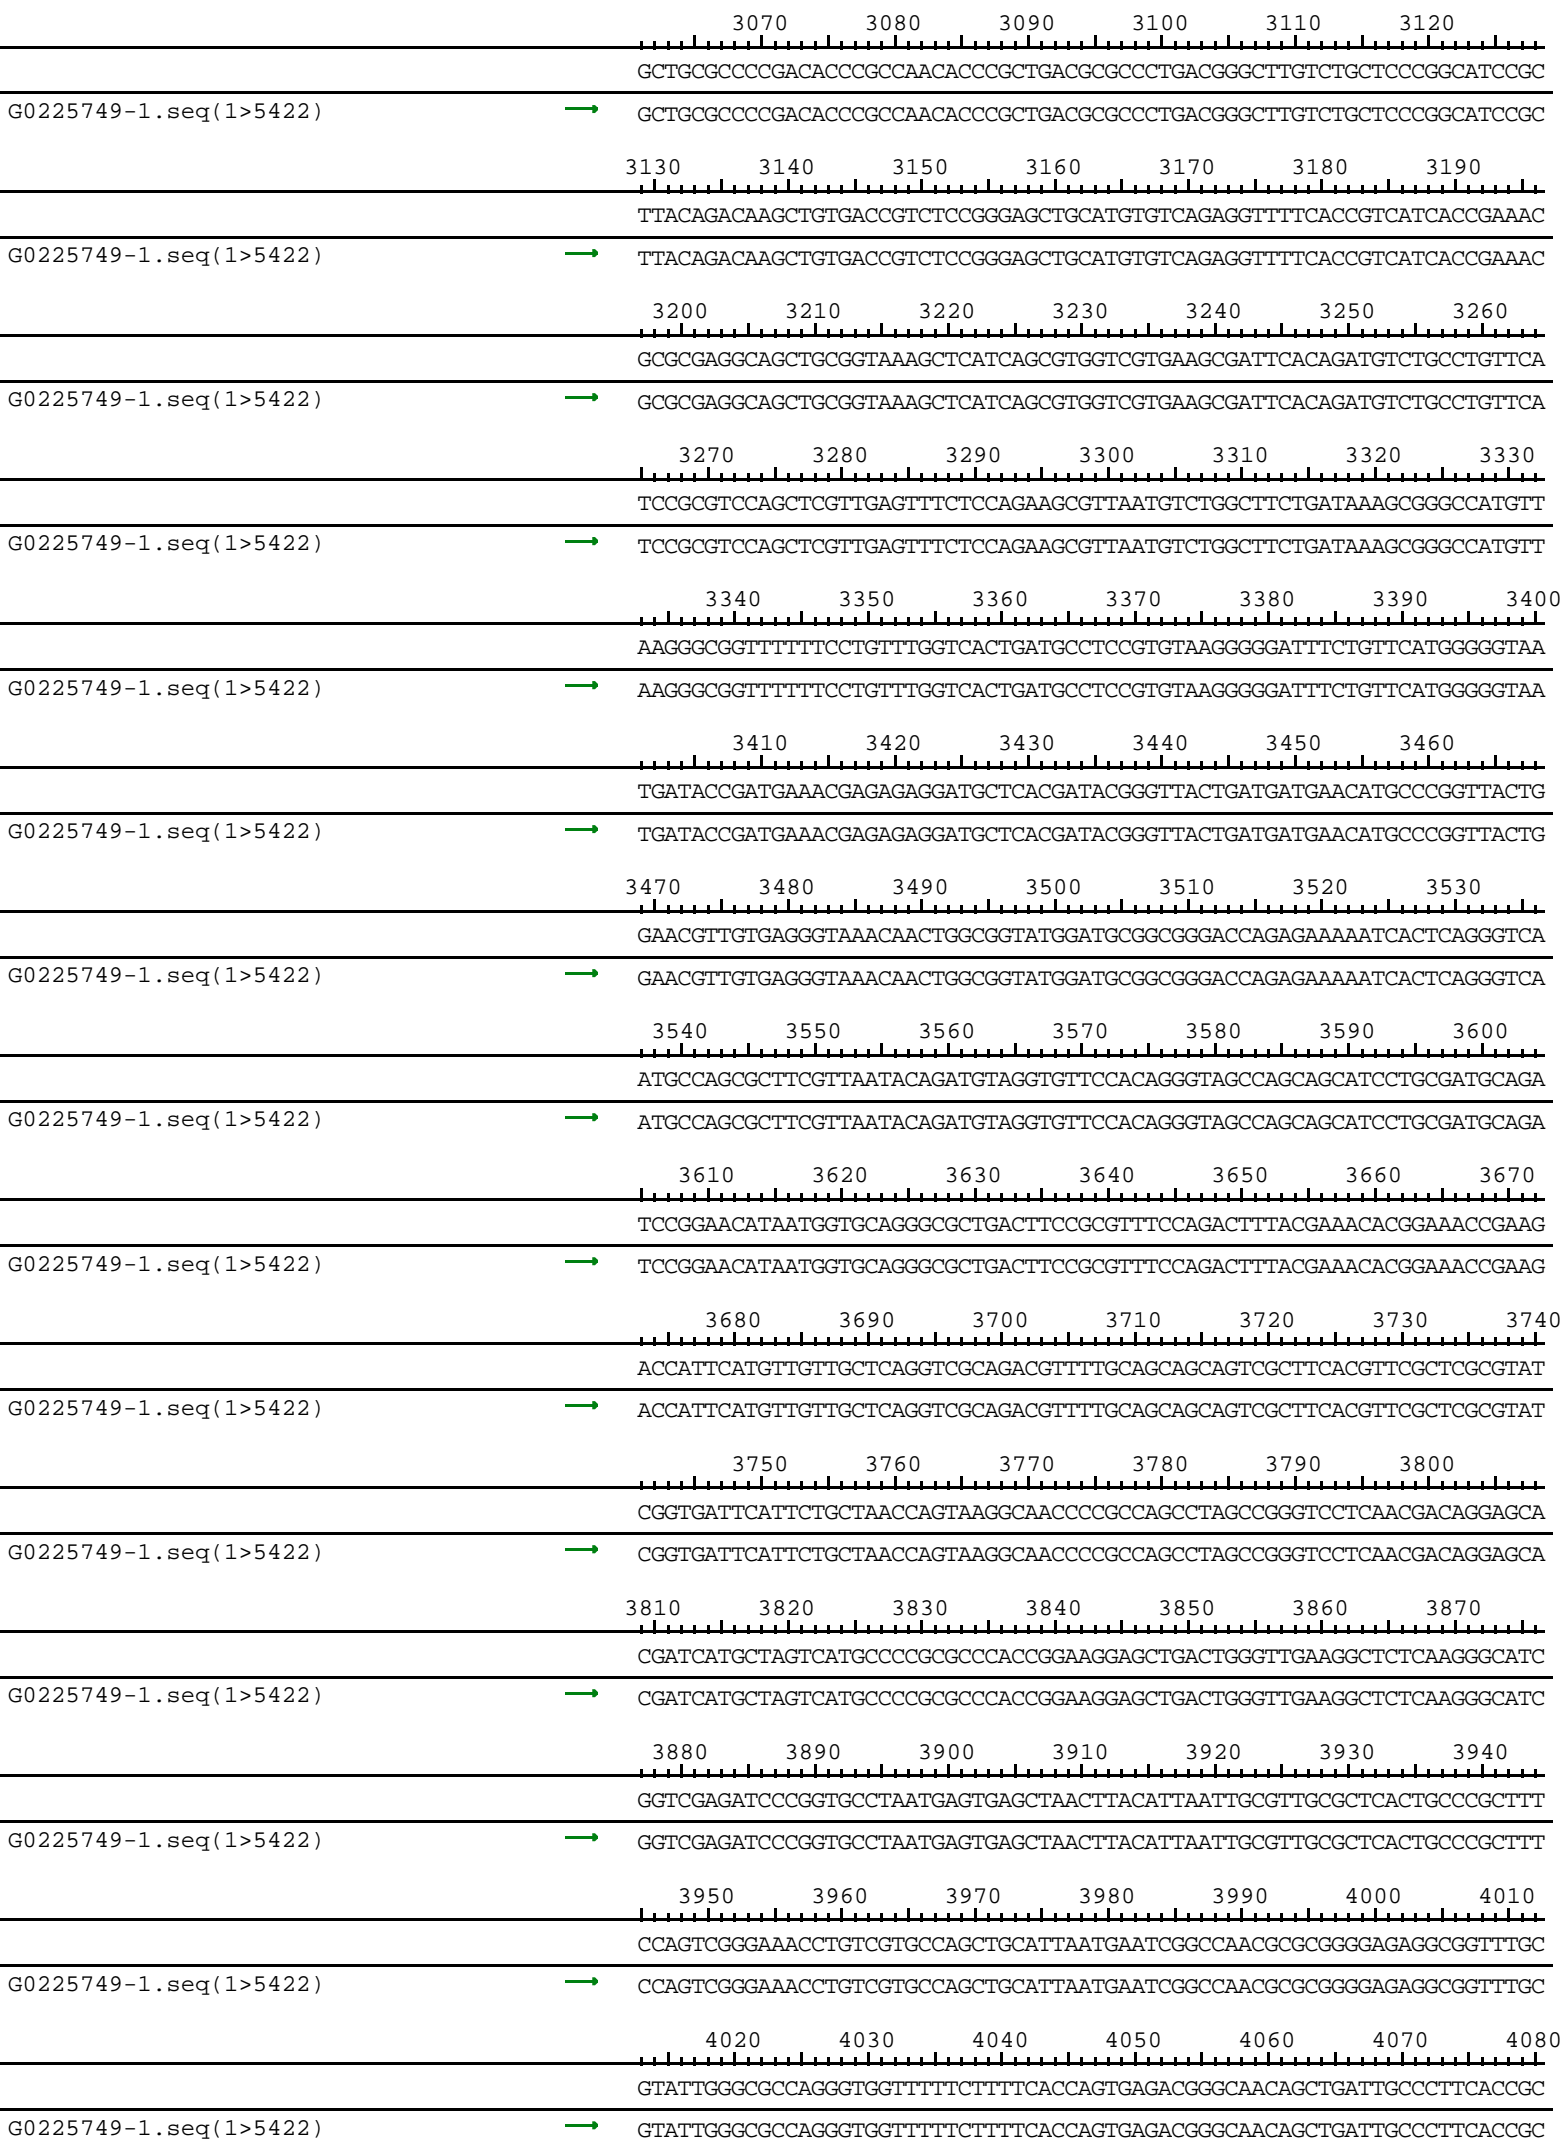 3070 3080 3090 3100 3110 3120
GCTGCGCCCCGACACCCGCCAACACCCGCTGACGCGCCCTGACGGGCTTGTCTGCTCCCGGCATCCGC
G0225749-1.seq(1>5422) → GCTGCGCCCCGACACCCGCCAACACCCGCTGACGCGCCCTGACGGGCTTGTCTGCTCCCGGCATCCGC
3130 3140 3150 3160 3170 3180 3190
TTACAGACAAGCTGTGACCGTCTCCGGGAGCTGCATGTGTCAGAGGTTTTCACCGTCATCACCGAAAC
G0225749-1.seq(1>5422) → TTACAGACAAGCTGTGACCGTCTCCGGGAGCTGCATGTGTCAGAGGTTTTCACCGTCATCACCGAAAC
3200 3210 3220 3230 3240 3250 3260
GCGCGAGGCAGCTGCGGTAAAGCTCATCAGCGTGGTCGTGAAGCGATTCACAGATGTCTGCCTGTTCA
G0225749-1.seq(1>5422) → GCGCGAGGCAGCTGCGGTAAAGCTCATCAGCGTGGTCGTGAAGCGATTCACAGATGTCTGCCTGTTCA
3270 3280 3290 3300 3310 3320 3330
TCCGCGTCCAGCTCGTTGAGTTTCTCCAGAAGCGTTAATGTCTGGCTTCTGATAAAGCGGGCCATGTT
G0225749-1.seq(1>5422) → TCCGCGTCCAGCTCGTTGAGTTTCTCCAGAAGCGTTAATGTCTGGCTTCTGATAAAGCGGGCCATGTT
3340 3350 3360 3370 3380 3390 3400
AAGGGCGGTTTTTTCCTGTTTGGTCACTGATGCCTCCGTGTAAGGGGGATTTCTGTTCATGGGGGTAA
G0225749-1.seq(1>5422) → AAGGGCGGTTTTTTCCTGTTTGGTCACTGATGCCTCCGTGTAAGGGGGATTTCTGTTCATGGGGGTAA
3410 3420 3430 3440 3450 3460
TGATACCGATGAAACGAGAGAGGATGCTCACGATACGGGTTACTGATGATGAACATGCCCGGTTACTG
G0225749-1.seq(1>5422) → TGATACCGATGAAACGAGAGAGGATGCTCACGATACGGGTTACTGATGATGAACATGCCCGGTTACTG
3470 3480 3490 3500 3510 3520 3530
GAACGTTGTGAGGGTAAACAACTGGCGGTATGGATGCGGCGGGACCAGAGAAAAATCACTCAGGGTCA
G0225749-1.seq(1>5422) → GAACGTTGTGAGGGTAAACAACTGGCGGTATGGATGCGGCGGGACCAGAGAAAAATCACTCAGGGTCA
3540 3550 3560 3570 3580 3590 3600
ATGCCAGCGCTTCGTTAATACAGATGTAGGTGTTCCACAGGGTAGCCAGCAGCATCCTGCGATGCAGA
G0225749-1.seq(1>5422) → ATGCCAGCGCTTCGTTAATACAGATGTAGGTGTTCCACAGGGTAGCCAGCAGCATCCTGCGATGCAGA
3610 3620 3630 3640 3650 3660 3670
TCCGGAACATAATGGTGCAGGGCGCTGACTTCCGCGTTTCCAGACTTTACGAAACACGGAAACCGAAG
G0225749-1.seq(1>5422) → TCCGGAACATAATGGTGCAGGGCGCTGACTTCCGCGTTTCCAGACTTTACGAAACACGGAAACCGAAG
3680 3690 3700 3710 3720 3730 3740
ACCATTCATGTTGTTGCTCAGGTCGCAGACGTTTTGCAGCAGCAGTCGCTTCACGTTCGCTCGCGTAT
G0225749-1.seq(1>5422) → ACCATTCATGTTGTTGCTCAGGTCGCAGACGTTTTGCAGCAGCAGTCGCTTCACGTTCGCTCGCGTAT
3750 3760 3770 3780 3790 3800
CGGTGATTCATTCTGCTAACCAGTAAGGCAACCCCGCCAGCCTAGCCGGGTCCTCAACGACAGGAGCA
G0225749-1.seq(1>5422) → CGGTGATTCATTCTGCTAACCAGTAAGGCAACCCCGCCAGCCTAGCCGGGTCCTCAACGACAGGAGCA
3810 3820 3830 3840 3850 3860 3870
CGATCATGCTAGTCATGCCCCGCGCCCACCGGAAGGAGCTGACTGGGTTGAAGGCTCTCAAGGGCATC
G0225749-1.seq(1>5422) → CGATCATGCTAGTCATGCCCCGCGCCCACCGGAAGGAGCTGACTGGGTTGAAGGCTCTCAAGGGCATC
3880 3890 3900 3910 3920 3930 3940
GGTCGAGATCCCGGTGCCTAATGAGTGAGCTAACTTACATTAATTGCGTTGCGCTCACTGCCCGCTTT
G0225749-1.seq(1>5422) → GGTCGAGATCCCGGTGCCTAATGAGTGAGCTAACTTACATTAATTGCGTTGCGCTCACTGCCCGCTTT
3950 3960 3970 3980 3990 4000 4010
CCAGTCGGGAAACCTGTCGTGCCAGCTGCATTAATGAATCGGCCAACGCGCGGGGAGAGGCGGTTTGC
G0225749-1.seq(1>5422) → CCAGTCGGGAAACCTGTCGTGCCAGCTGCATTAATGAATCGGCCAACGCGCGGGGAGAGGCGGTTTGC
4020 4030 4040 4050 4060 4070 4080
GTATTGGGCGCCAGGGTGGTTTTTCTTTTCACCAGTGAGACGGGCAACAGCTGATTGCCCTTCACCGC
G0225749-1.seq(1>5422) → GTATTGGGCGCCAGGGTGGTTTTTCTTTTCACCAGTGAGACGGGCAACAGCTGATTGCCCTTCACCGC